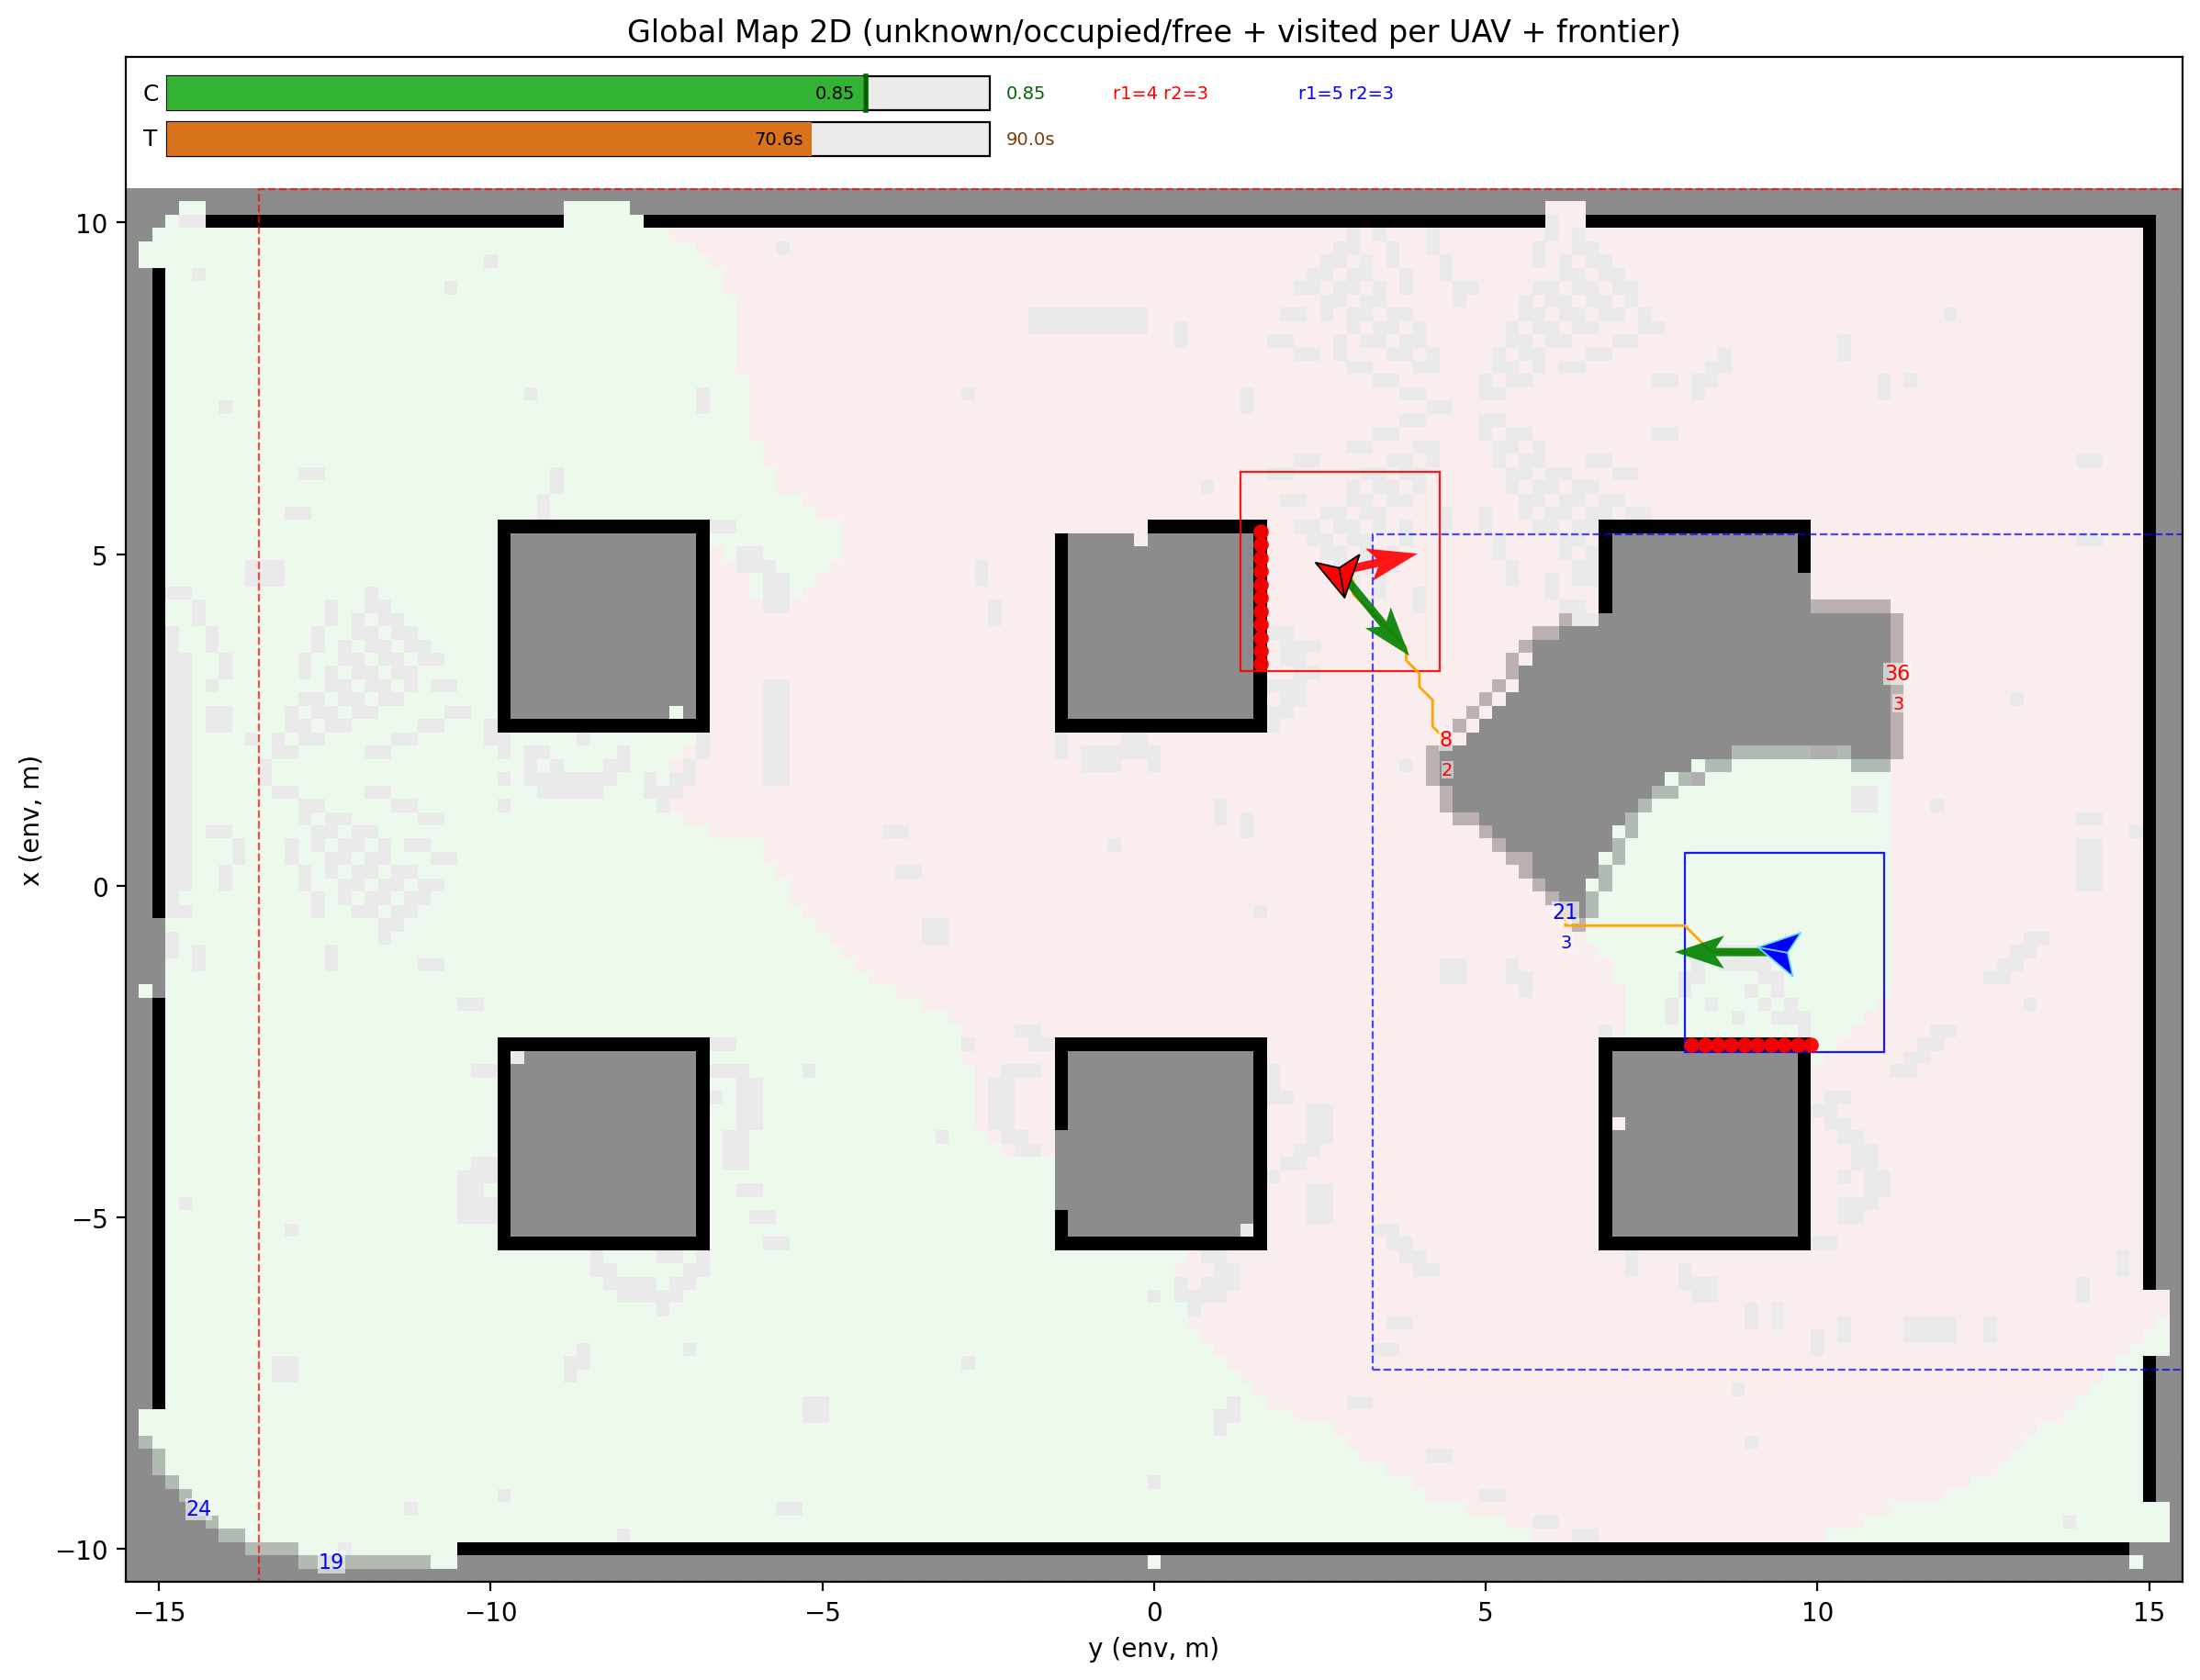 Global Map 2D (unknown/occupied/free + visited per UAV + frontier)
C 0.85 0.85 r1=4 r2=3 r1=5 r2=3
T 70.6s 90.0s
10
5
36
3
8
2
x (env, m)
0
21
3
−5
24
−10
19
−15 −10 −5 0 5 10 15
y (env, m)